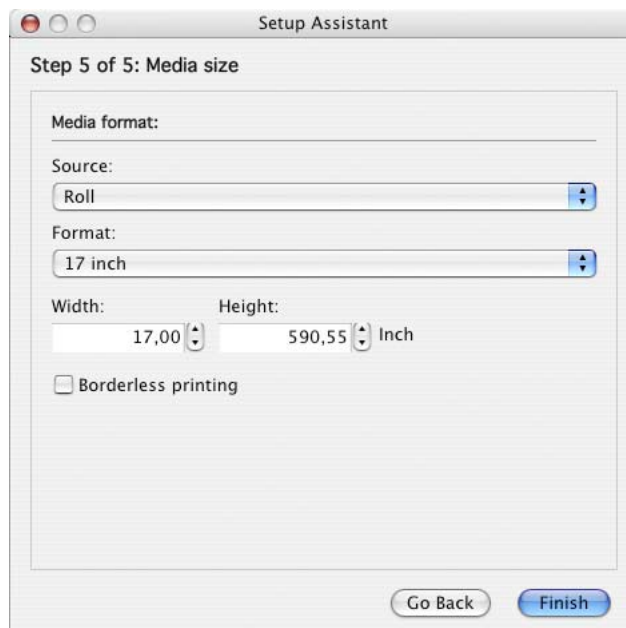 Setup Assistant
Step 5 of 5: Media size
Media format:
Source:
Roll
Format:
17 inch
Width: Height:
17,00 590,55 Inch
Borderless printing
Go Back Finish